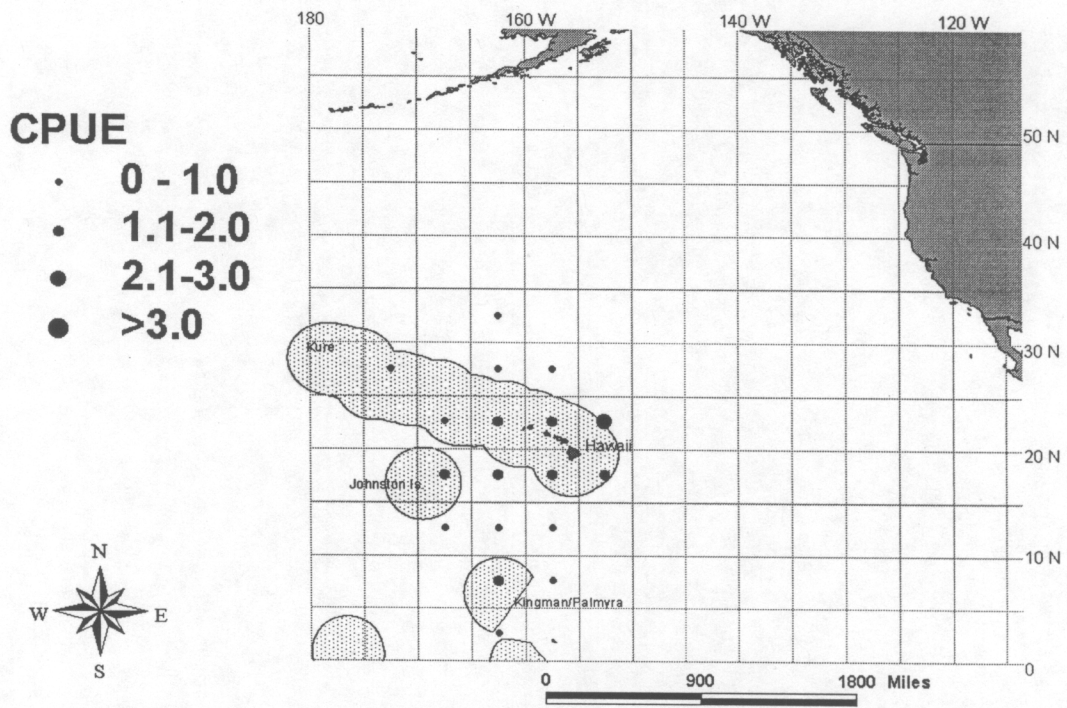 180 160 W 140 W 120 W
CPUE
0 - 1.0
1.1-2.0
2.1-3.0
>3.0
50 N
40 N
30 N
20 N
10 N
0
Kure
Hawaii
Johnston Is.
Kingman/Palmyra
N
W E
S
0 900 1800 Miles